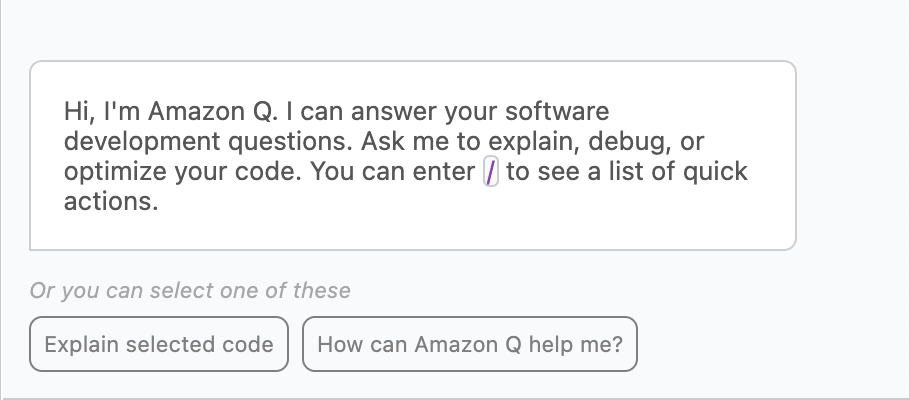 Hi, I'm Amazon Q. I can answer your software
development questions. Ask me to explain, debug, or
optimize your code. You can enter / to see a list of quick
actions.
Or you can select one of these
Explain selected code
How can Amazon Q help me?